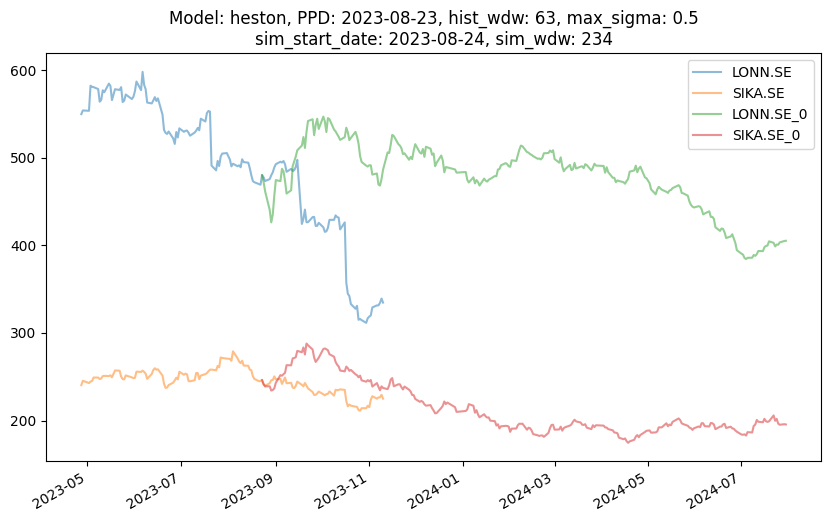 Model: heston, PPD: 2023-08-23, hist_wdw: 63, max_sigma: 0.5
sim_start_date: 2023-08-24, sim_wdw: 234
LONN.SE
SIKA.SE
LONN.SE_0
SIKA.SE_0
600
500
400
300
200
2023-05
2023-07
2023-09
2023-11
2024-01
2024-03
2024-05
2024-07